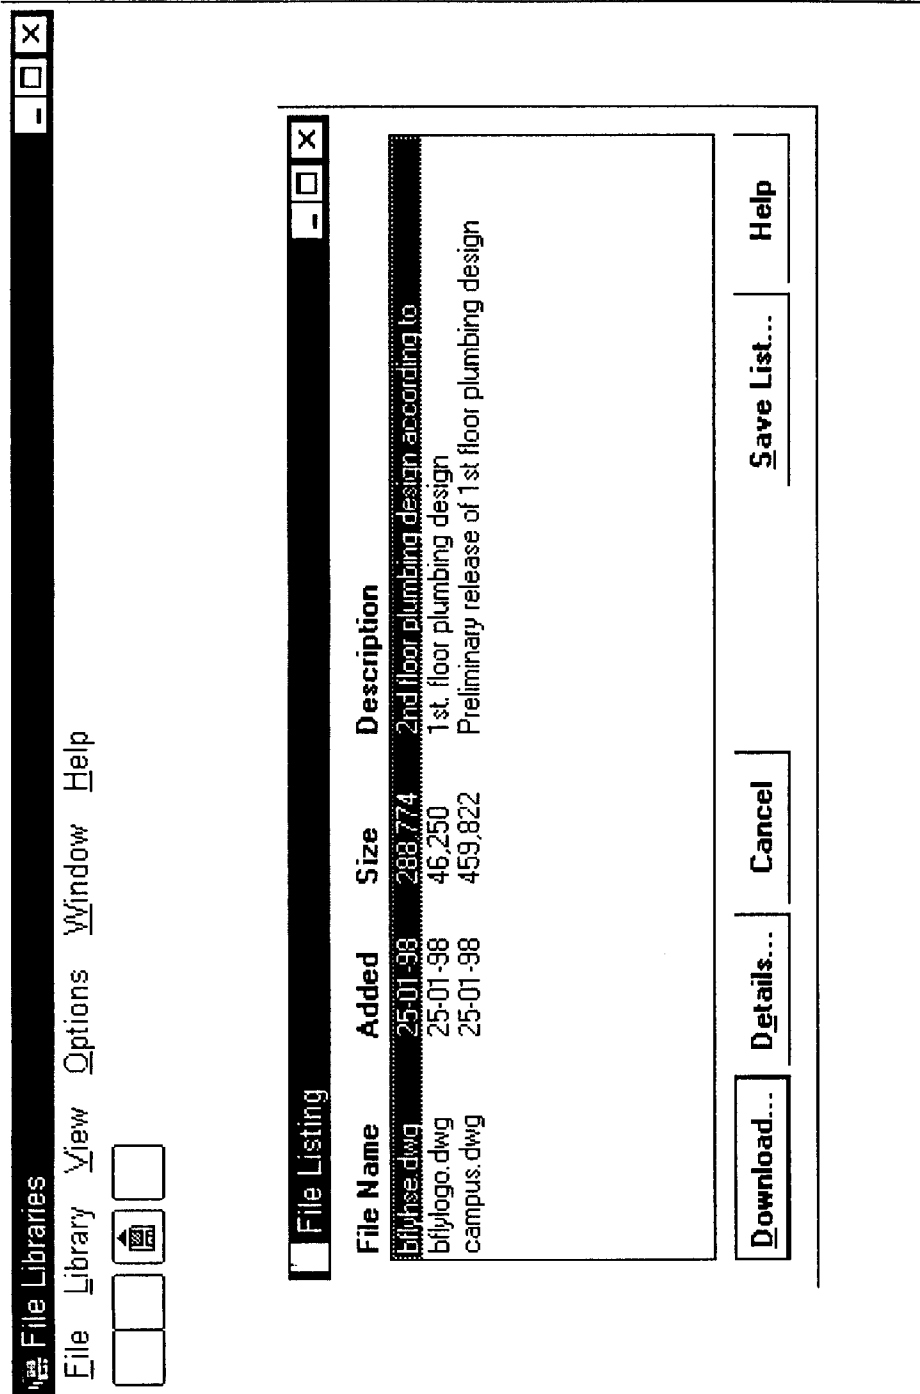 File Libraries
File Library View Options Window Help
File Listing
File Name Added Size Description
bflyhse.dwg 25-01-98 288,774 2nd floor plumbing design according to
bflylogo.dwg 25-01-98 46,250 1st. floor plumbing design
campus.dwg 25-01-98 459,822 Preliminary release of 1st floor plumbing design
Download... Details... Cancel Save List... Help